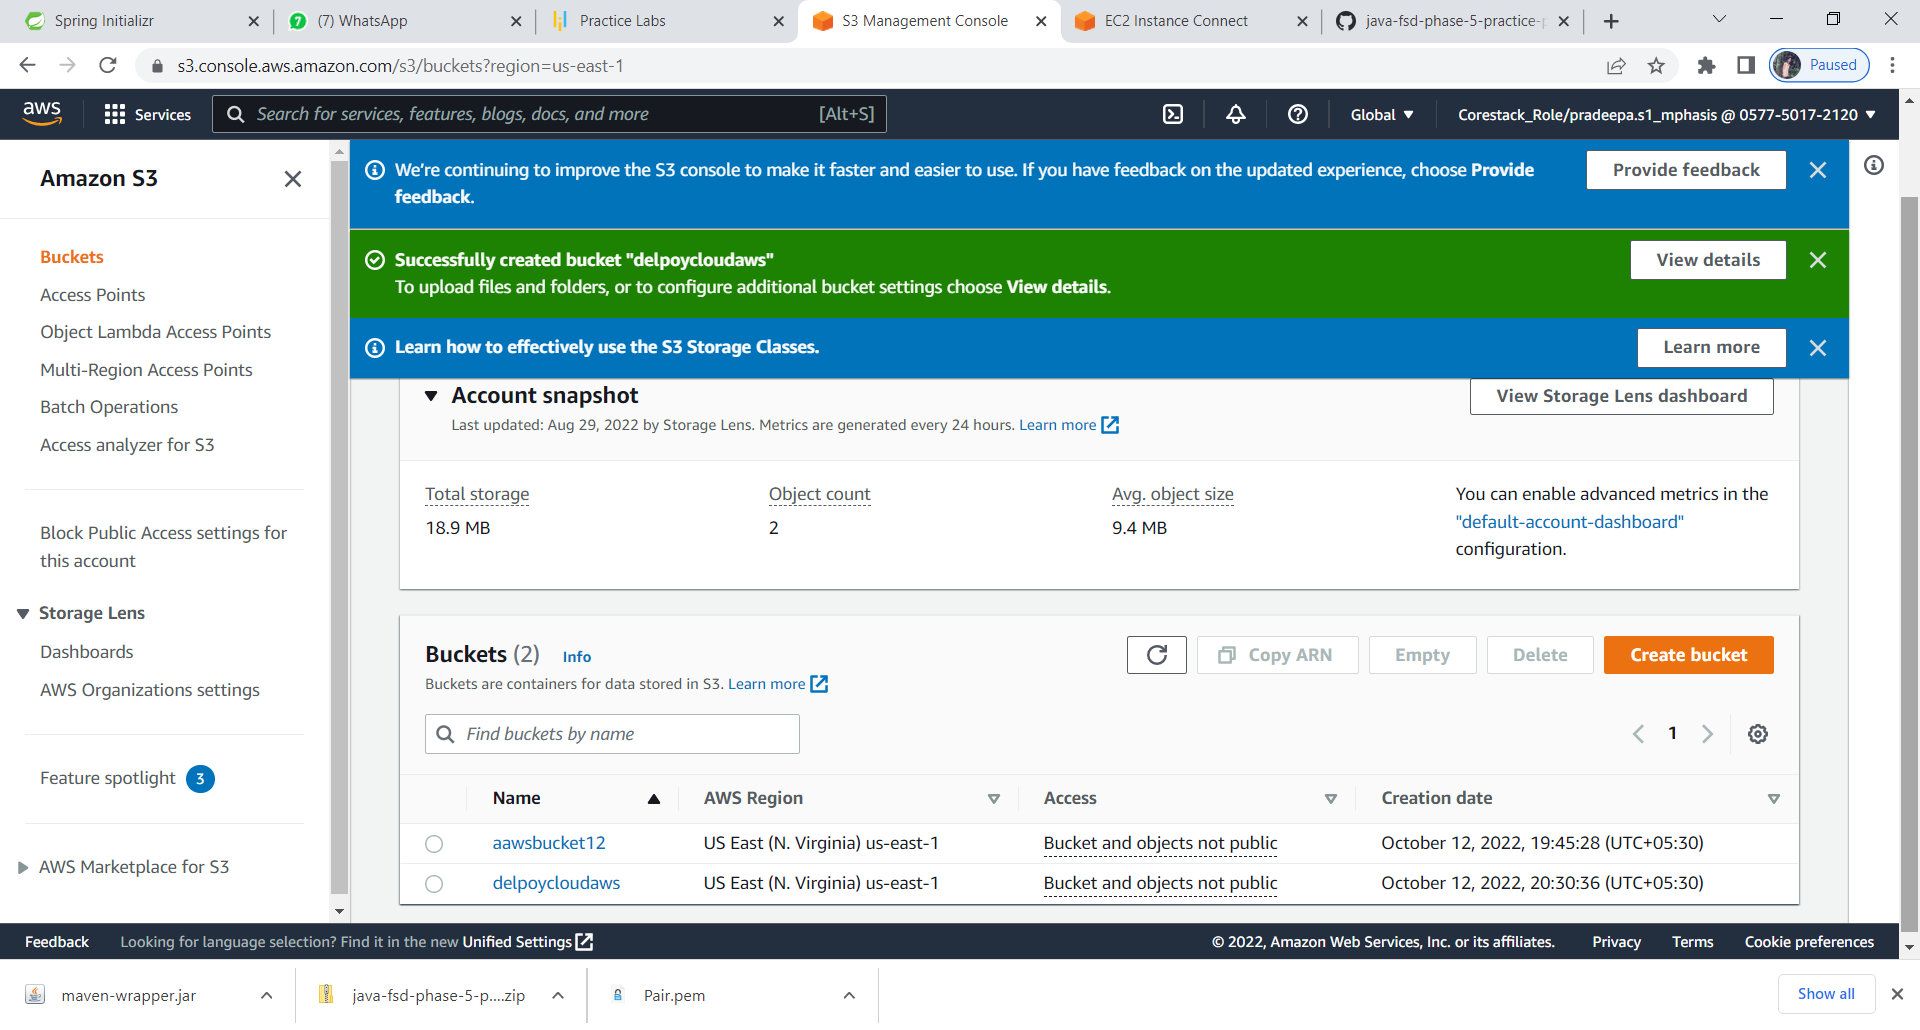 Spring Initializr
(7) WhatsApp
Practice Labs
S3 Management Console
EC2 Instance Connect
java-fsd-phase-5-practice-p
s3.console.aws.amazon.com/s3/buckets?region=us-east-1
Paused
aws
Services
Search for services, features, blogs, docs, and more
[Alt+S]
Global
Corestack_Role/pradeepa.s1_mphasis @ 0577-5017-2120
Amazon S3
Buckets
Access Points
Object Lambda Access Points
Multi-Region Access Points
Batch Operations
Access analyzer for S3
Block Public Access settings for
this account
Storage Lens
Dashboards
AWS Organizations settings
Feature spotlight 3
AWS Marketplace for S3
We're continuing to improve the S3 console to make it faster and easier to use. If you have feedback on the updated experience, choose Provide
feedback.
Provide feedback
Successfully created bucket "delpoycloudaws"
To upload files and folders, or to configure additional bucket settings choose View details.
View details
Learn how to effectively use the S3 Storage Classes.
Learn more
Account snapshot
Last updated: Aug 29, 2022 by Storage Lens. Metrics are generated every 24 hours. Learn more
View Storage Lens dashboard
Total storage
18.9 MB
Object count
2
Avg. object size
9.4 MB
You can enable advanced metrics in the
"default-account-dashboard"
configuration.
Buckets (2) Info
Buckets are containers for data stored in S3. Learn more
Copy ARN
Empty
Delete
Create bucket
Find buckets by name
1
Name AWS Region Access Creation date
aawsbucket12 US East (N. Virginia) us-east-1 Bucket and objects not public October 12, 2022, 19:45:28 (UTC+05:30)
delpoycloudaws US East (N. Virginia) us-east-1 Bucket and objects not public October 12, 2022, 20:30:36 (UTC+05:30)
Feedback
Looking for language selection? Find it in the new Unified Settings
© 2022, Amazon Web Services, Inc. or its affiliates.
Privacy
Terms
Cookie preferences
maven-wrapper.jar
java-fsd-phase-5-p....zip
Pair.pem
Show all